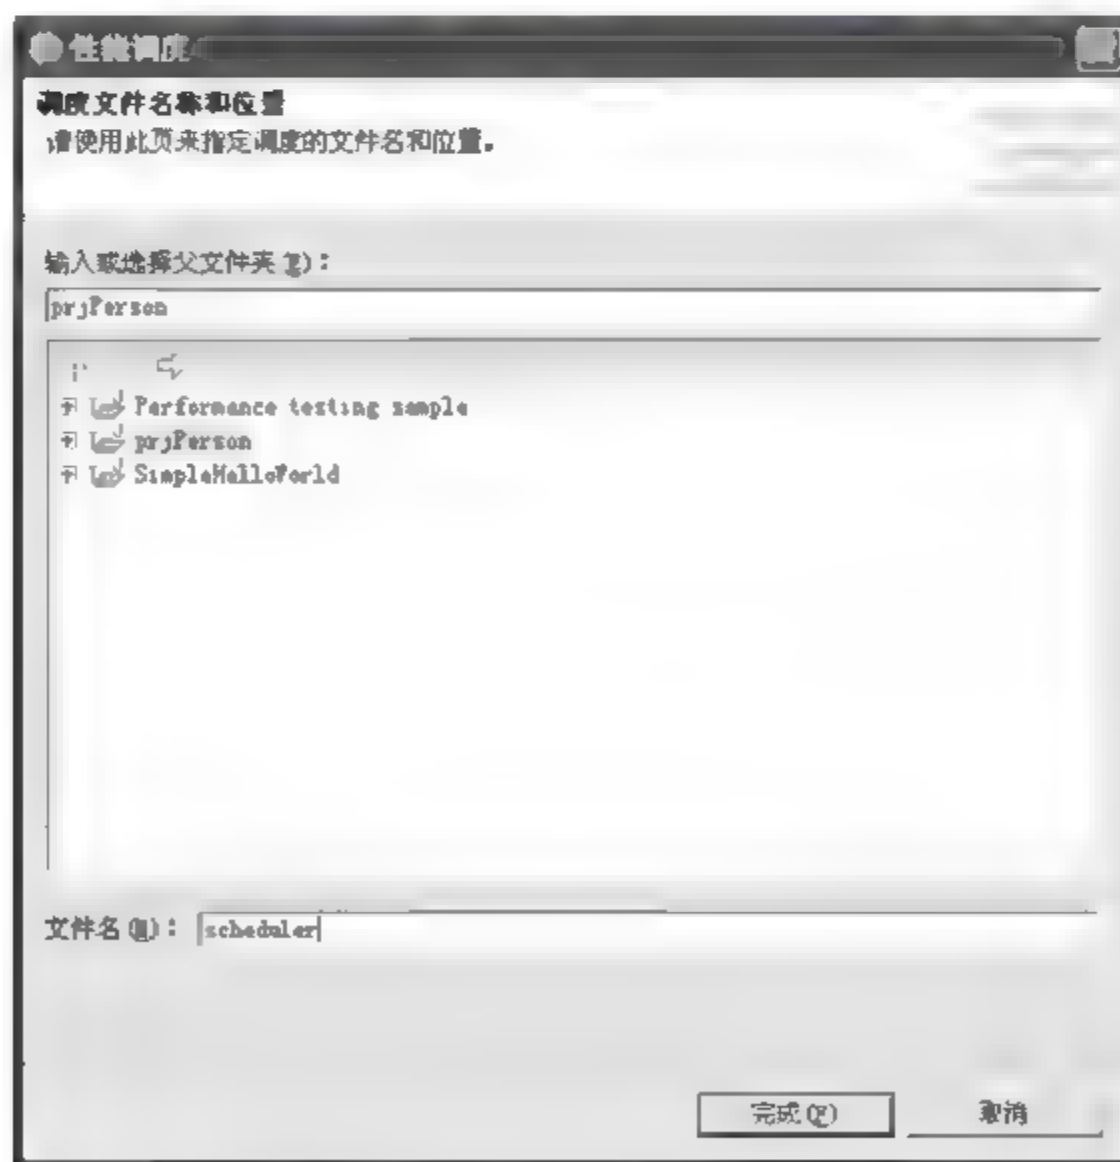 性能调度
调度文件名称和位置
请使用此页来指定调度的文件名和位置。
输入或选择父文件夹(E):
prjPerson
Performance testing sample
prjPerson
SimpleHelloWorld
文件名(M): scheduler
完成(F) 取消